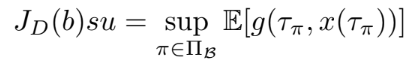 $J_D(b)su = \sup_{\pi \in \Pi_{\mathcal{B}}} \mathbb{E}[g(\tau_\pi, x(\tau_\pi))]$